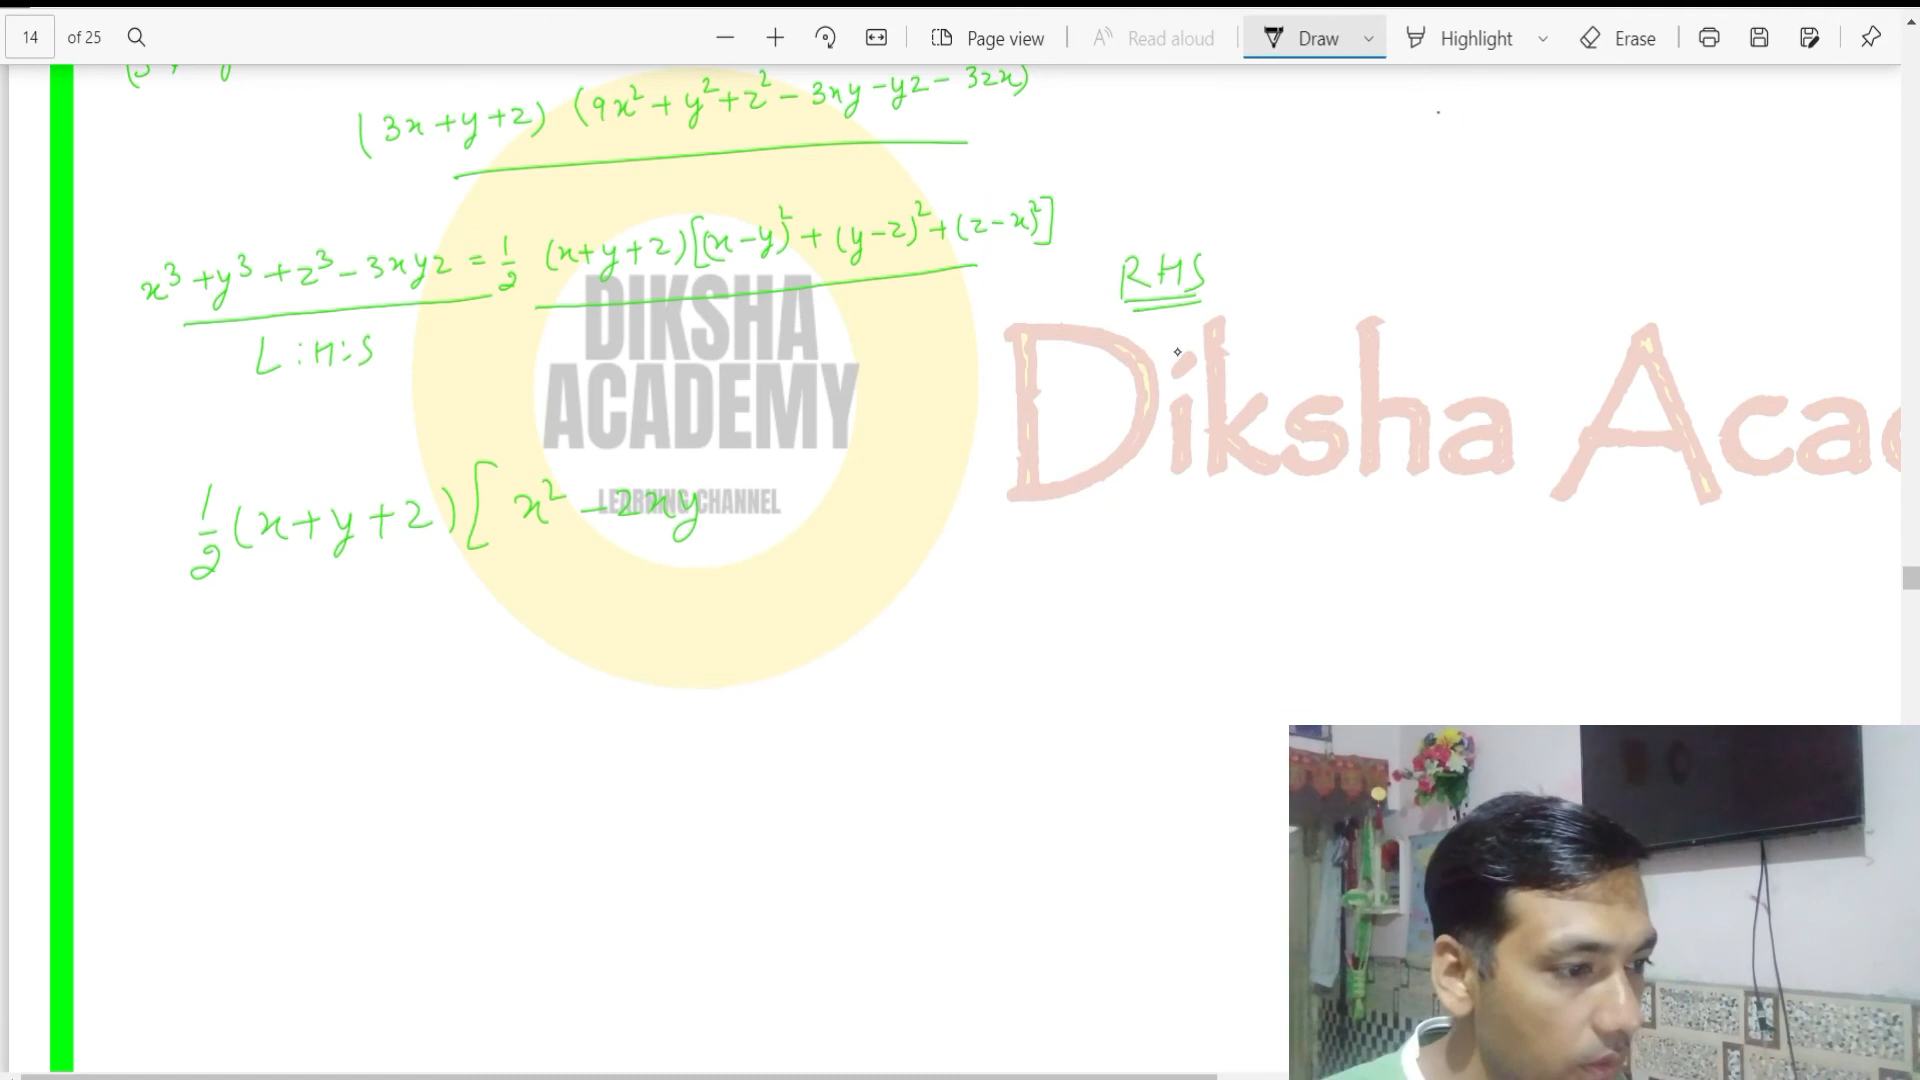 14 of 25 Page view Read aloud Draw Highlight Erase
(3x+y+z) (9x²+y²+z²-3xy-yz-3zx)
x³+y³+z³-3xyz = 1/2 (x+y+z)[(x-y)²+(y-z)²+(z-x)²]
RHS
L:H:S
DIKSHA
ACADEMY
LEARNING CHANNEL
Diksha Aca
1/2 (x+y+z)[x²-2xy